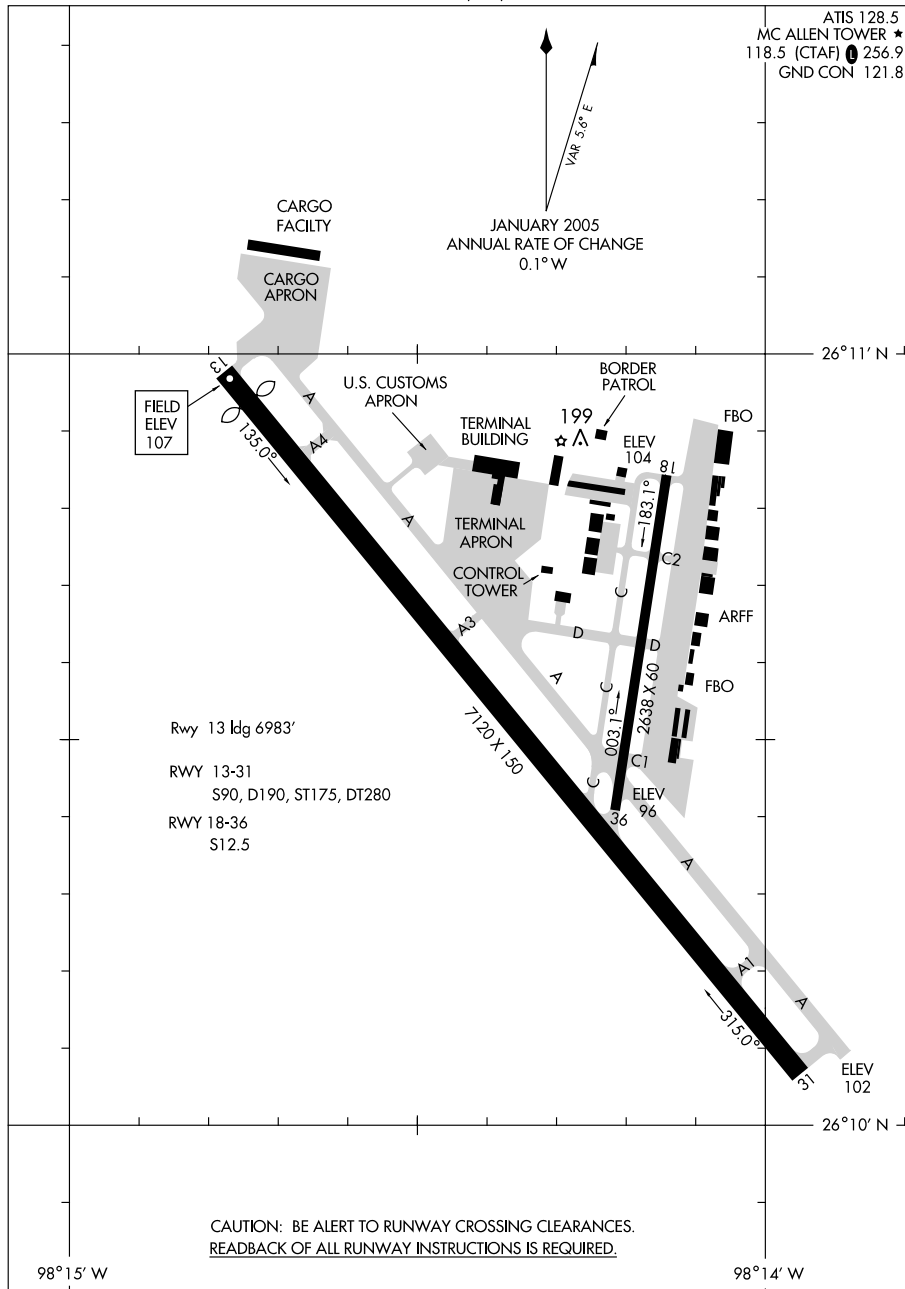 ATIS 128.5
MC ALLEN TOWER ★
118.5 (CTAF) L 256.9
GND CON 121.8
VAR 5.6° E
JANUARY 2005
ANNUAL RATE OF CHANGE
0.1° W
CARGO
FACILTY
CARGO
APRON
26°11' N
13
FIELD
ELEV
107
135.0°
A
A4
U.S. CUSTOMS
APRON
A
TERMINAL
BUILDING
TERMINAL
APRON
199
BORDER
PATROL
ELEV
104
18
183.1°
FBO
C2
CONTROL
TOWER
C
ARFF
A3
D
D
A
C
FBO
003.1°
2638 X 60
7120 X 150
C1
C
ELEV
96
36
Rwy 13 ldg 6983'
RWY 13-31
S90, D190, ST175, DT280
RWY 18-36
S12.5
A
A1
A
315.0°
31
ELEV
102
26°10' N
CAUTION: BE ALERT TO RUNWAY CROSSING CLEARANCES.
READBACK OF ALL RUNWAY INSTRUCTIONS IS REQUIRED.
98°15' W
98°14' W